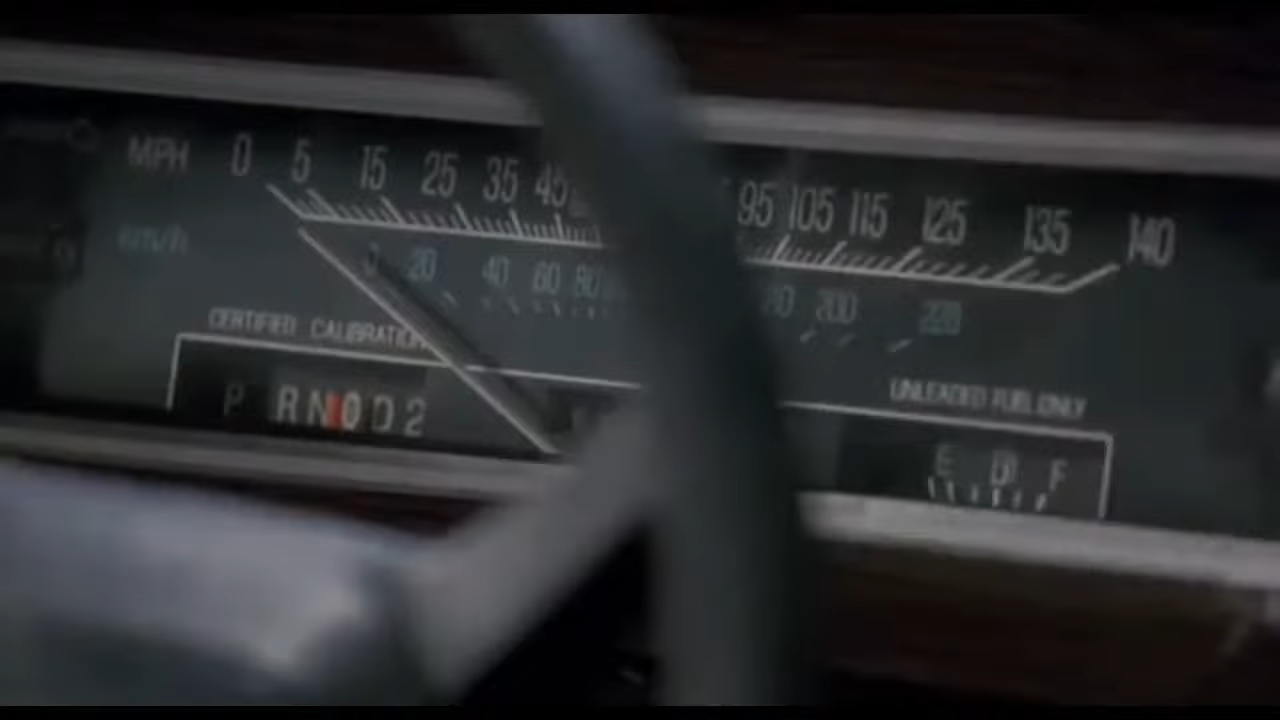 MPH 0 5 15 25 35 45 95 105 115 125 135 140
km/h 0 20 40 60 80 200 220
CERTIFIED CALIBRATION
UNLEADED FUEL ONLY
P R N D 2
E F